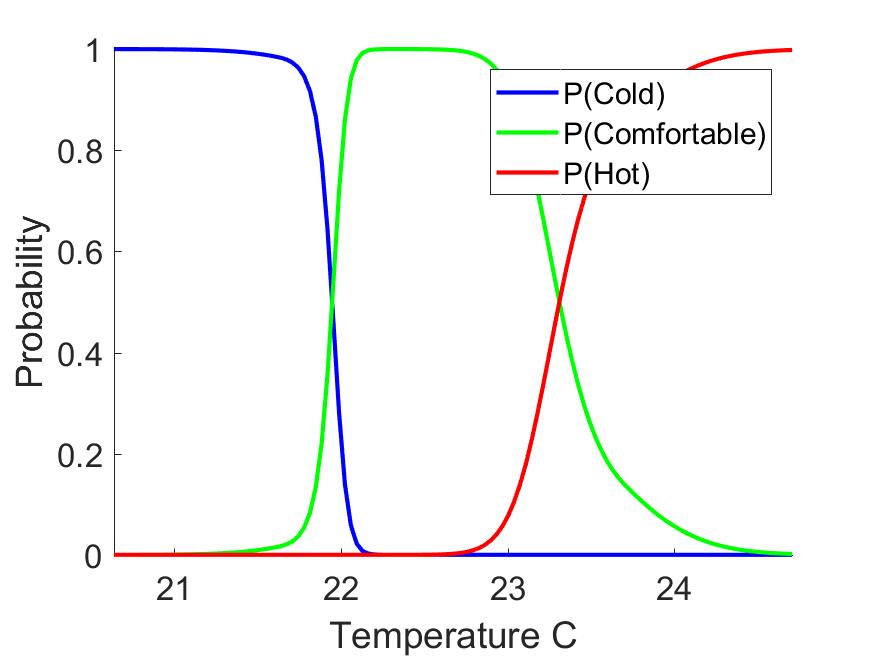 1
0.8
0.6
0.4
0.2
0
Probability
P(Cold)
P(Comfortable)
P(Hot)
21 22 23 24
Temperature C